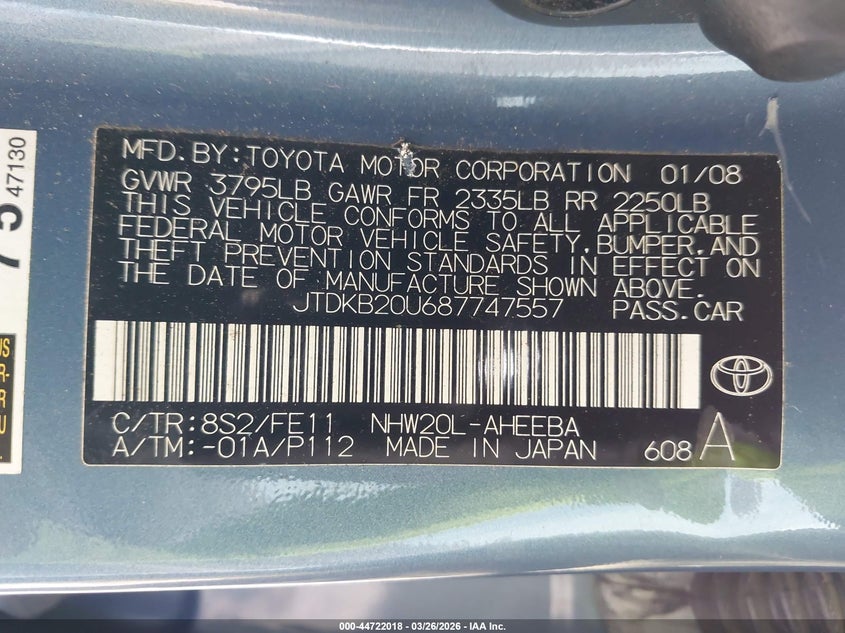 MFD.BY:TOYOTA MOTOR CORPORATION 01/08
GVWR 3795LB GAWR FR 2335LB RR 2250LB
THIS VEHICLE CONFORMS TO ALL APPLICABLE
FEDERAL MOTOR VEHICLE SAFETY,BUMPER,AND
THEFT PREVENTION STANDARDS IN EFFECT ON
THE DATE OF MANUFACTURE SHOWN ABOVE.
JTDKB20U687747557 PASS.CAR
C/TR:8S2/FE11 NHW20L-AHEEBA
A/TM:-01A/P112 MADE IN JAPAN 608 A
TOYOTA
47130
000-44722018 - 03/26/2026 - IAA Inc.